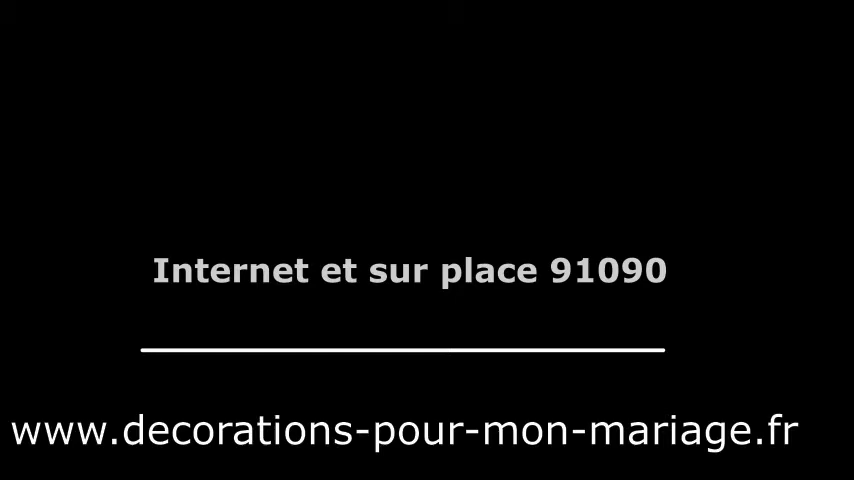 Internet et sur place 91090
www.decorations-pour-mon-mariage.fr